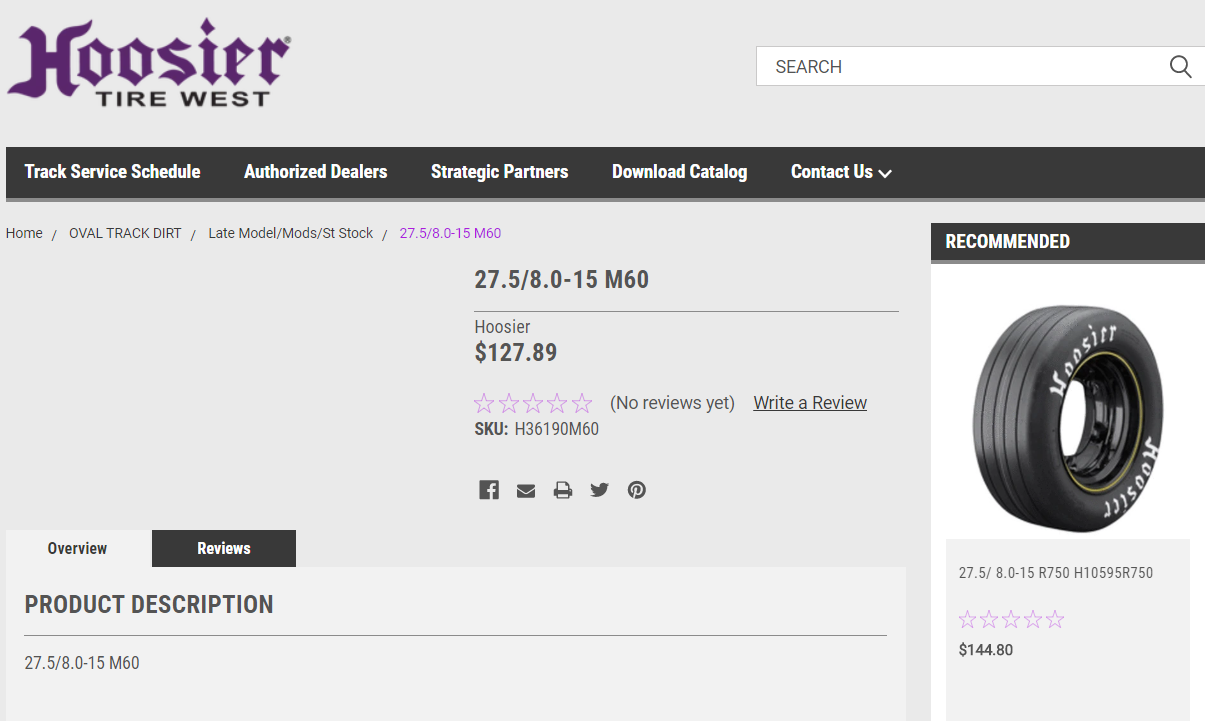 Hoosier®
TIRE WEST
SEARCH
Track Service Schedule Authorized Dealers Strategic Partners Download Catalog Contact Us
Home / OVAL TRACK DIRT / Late Model/Mods/St Stock / 27.5/8.0-15 M60
27.5/8.0-15 M60
Hoosier
$127.89
(No reviews yet) Write a Review
SKU: H36190M60
Overview Reviews
PRODUCT DESCRIPTION
27.5/8.0-15 M60
RECOMMENDED
Hoosier
Hoosier
27.5/ 8.0-15 R750 H10595R750
$144.80